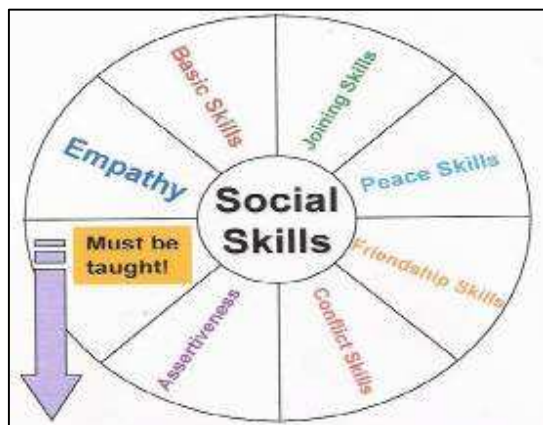 Basic Skills
Joining Skills
Empathy
Peace Skills
Social
Skills
Must be
taught!
Friendship Skills
Assertiveness
Conflict Skills